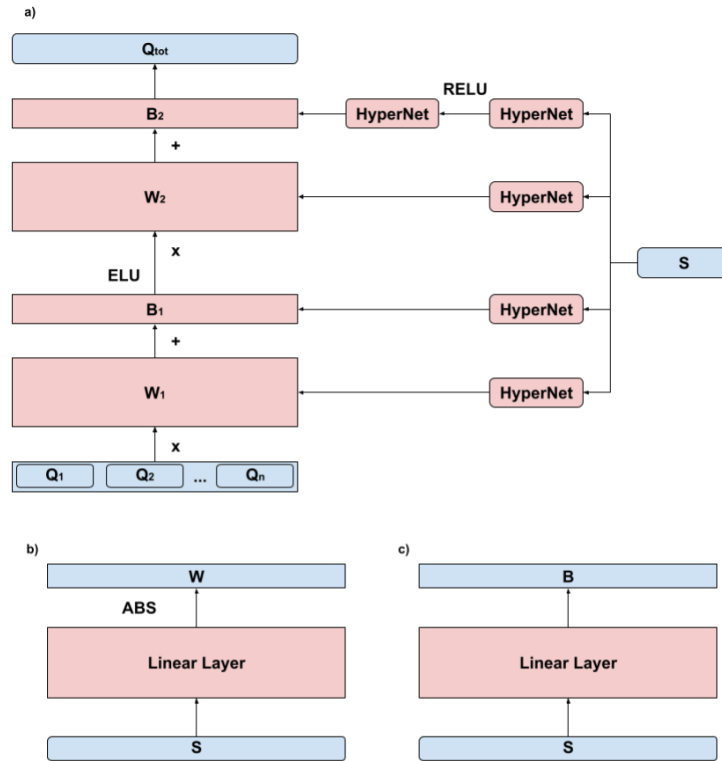 a)
Qtot
RELU
B2
HyperNet
HyperNet
+
W2
HyperNet
x
S
ELU
B1
HyperNet
+
W1
HyperNet
x
Q1
Q2
...
Qn
b)
W
ABS
Linear Layer
S
c)
B
Linear Layer
S